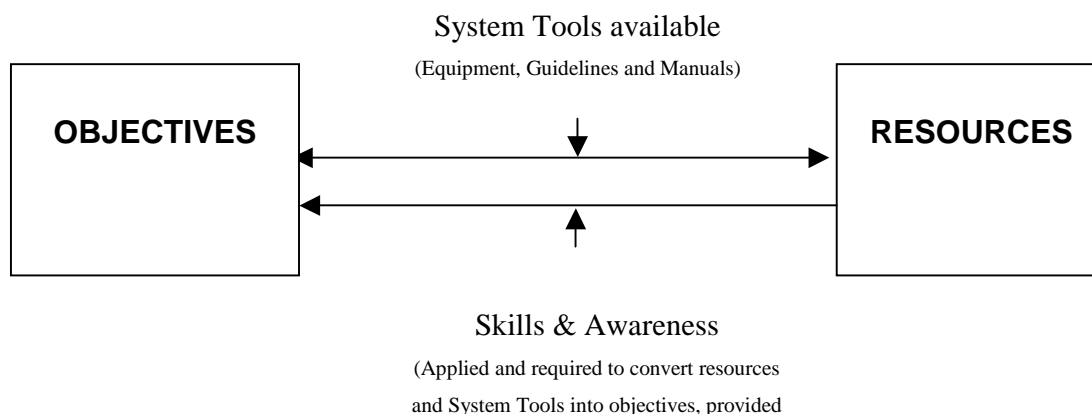 System Tools available
(Equipment, Guidelines and Manuals)
OBJECTIVES
RESOURCES
Skills & Awareness
(Applied and required to convert resources
and System Tools into objectives, provided